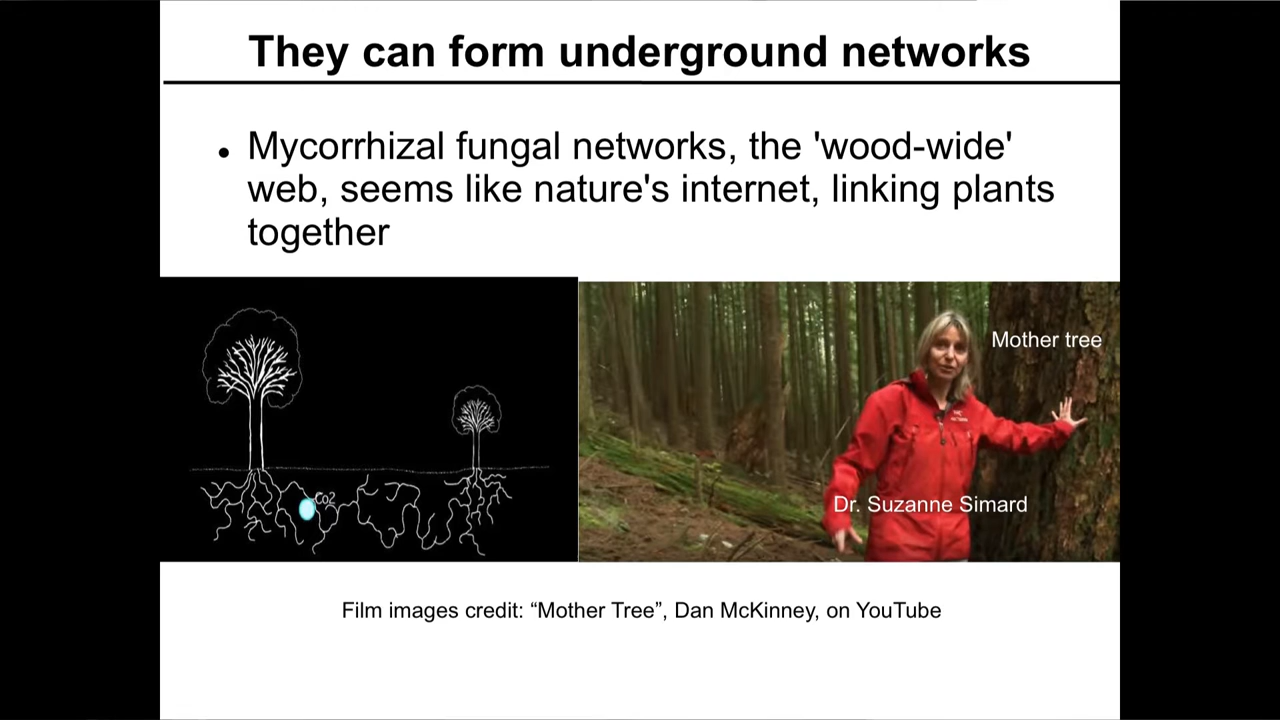 They can form underground networks
• Mycorrhizal fungal networks, the 'wood-wide'
web, seems like nature's internet, linking plants
together
Co2
Mother tree
Dr. Suzanne Simard
Film images credit: “Mother Tree”, Dan McKinney, on YouTube